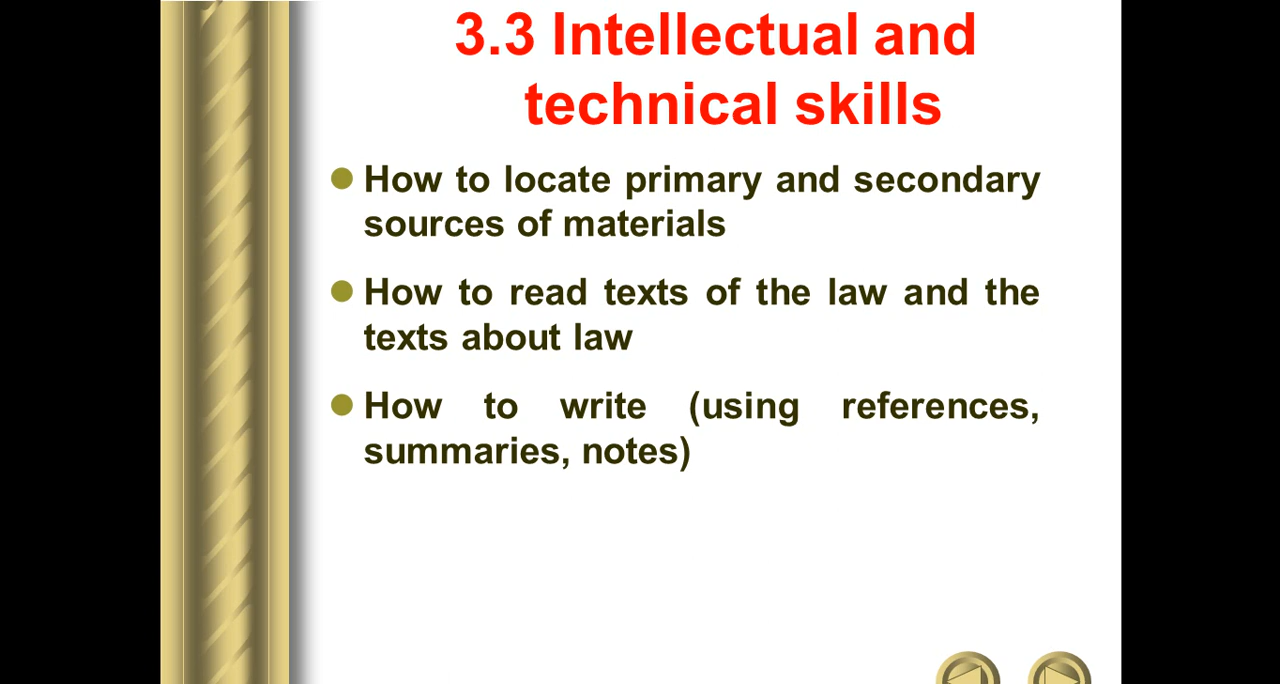 3.3 Intellectual and
technical skills
How to locate primary and secondary
sources of materials
How to read texts of the law and the
texts about law
How to write (using references,
summaries, notes)